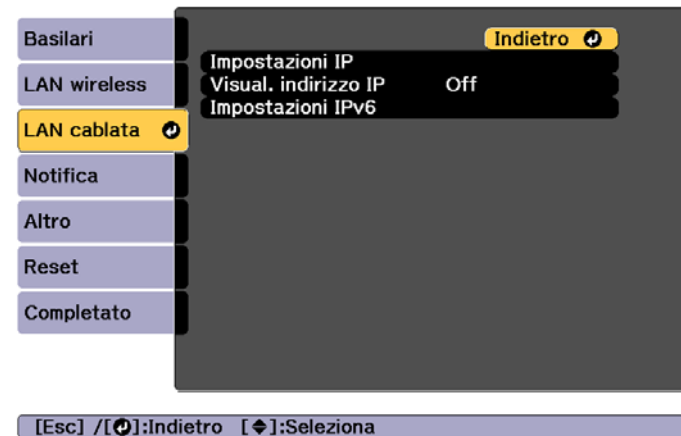 Basilari
LAN wireless
LAN cablata
Notifica
Altro
Reset
Completato
Indietro
Impostazioni IP
Visual. indirizzo IP Off
Impostazioni IPv6
[Esc] /[]:Indietro []:Seleziona